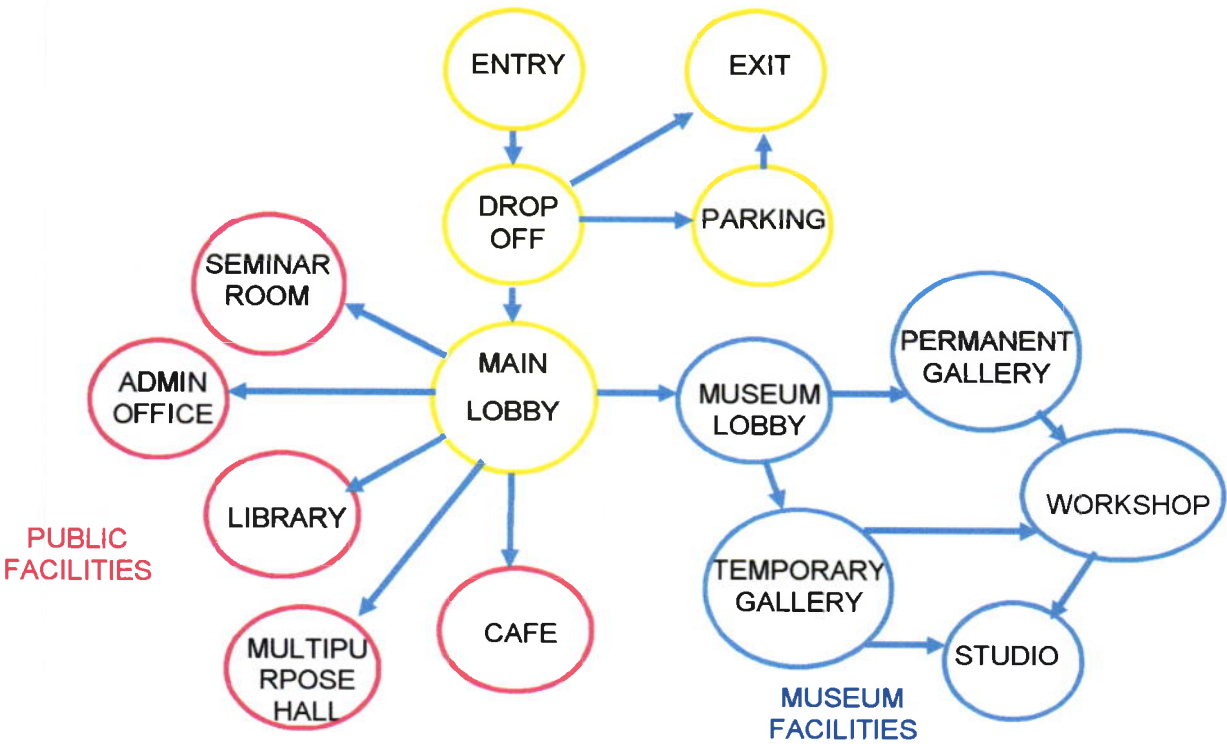 ENTRY
EXIT
DROP
OFF
PARKING
SEMINAR
ROOM
ADMIN
OFFICE
MAIN
LOBBY
MUSEUM
LOBBY
PERMANENT
GALLERY
LIBRARY
WORKSHOP
PUBLIC
FACILITIES
TEMPORARY
GALLERY
MULTIPU
RPOSE
HALL
CAFE
STUDIO
MUSEUM
FACILITIES